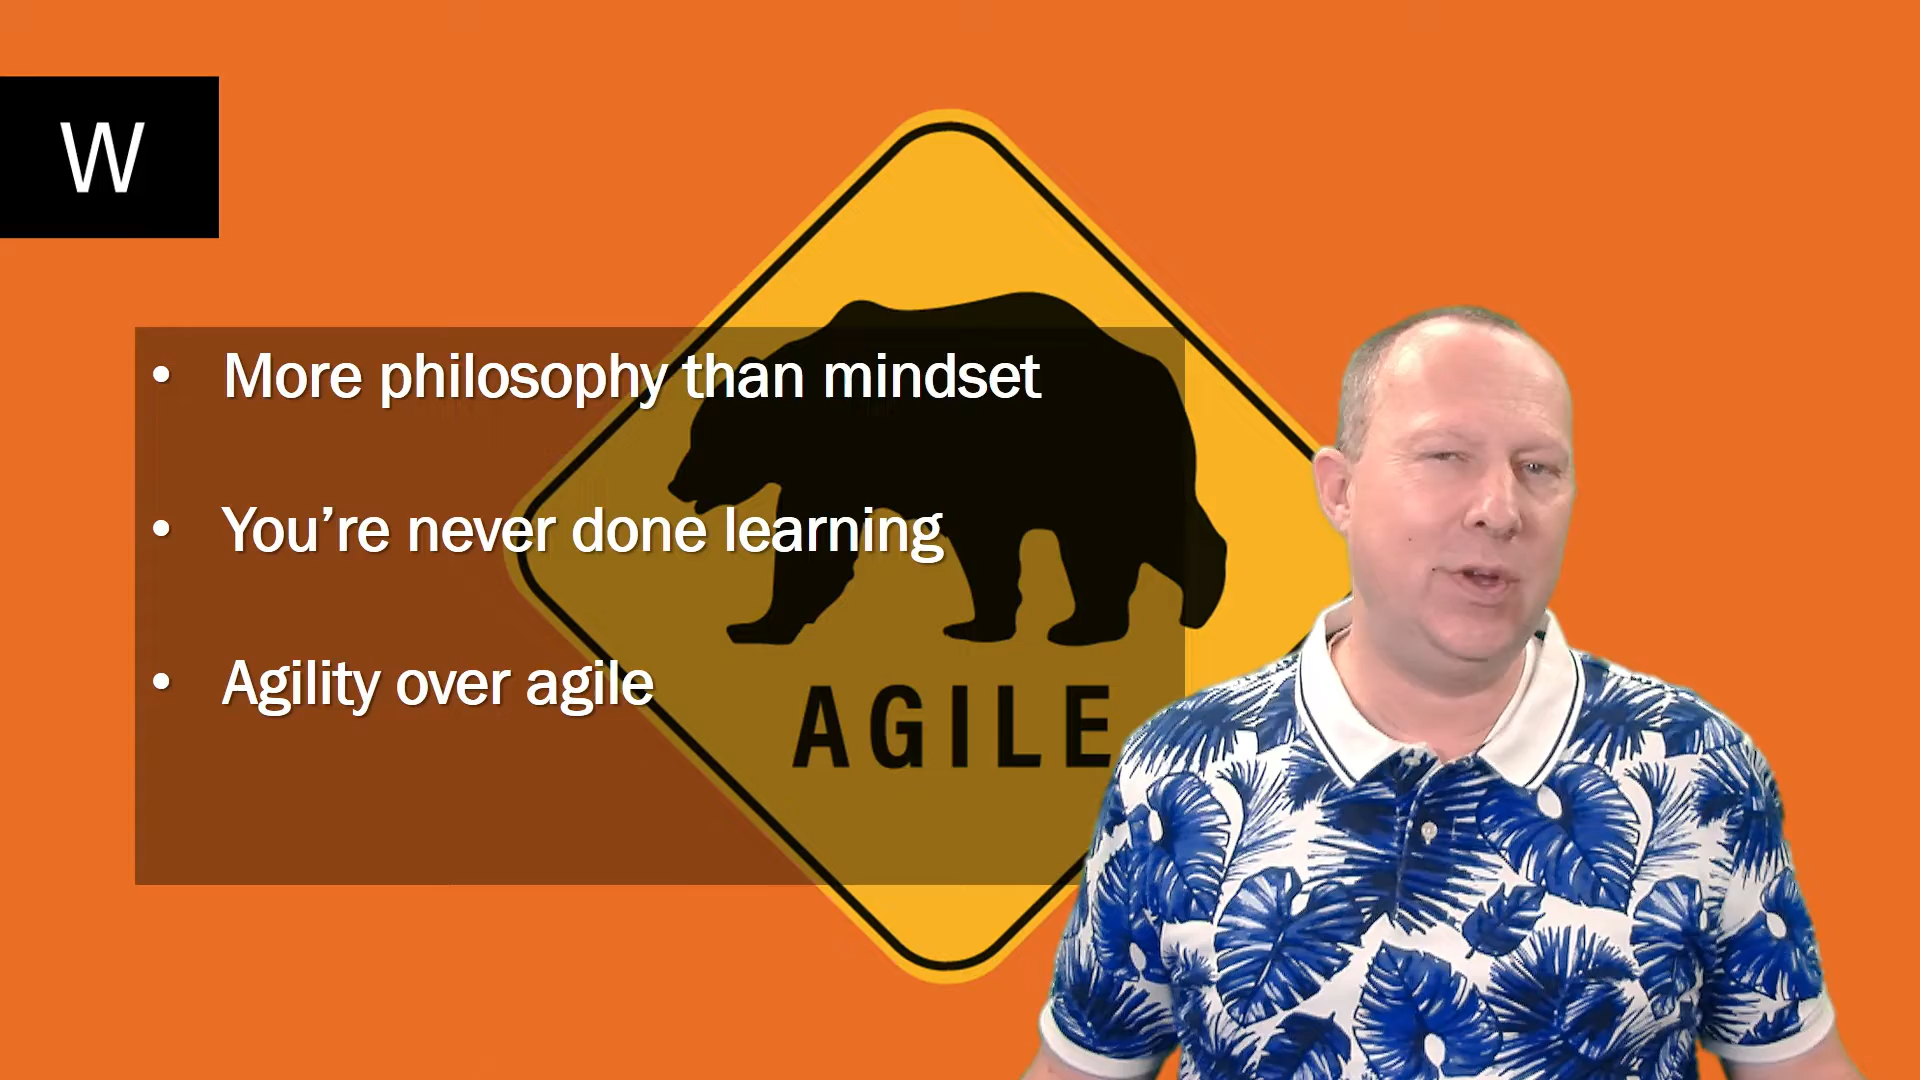 W
• More philosophy than mindset
• You’re never done learning
• Agility over agile
AGILE